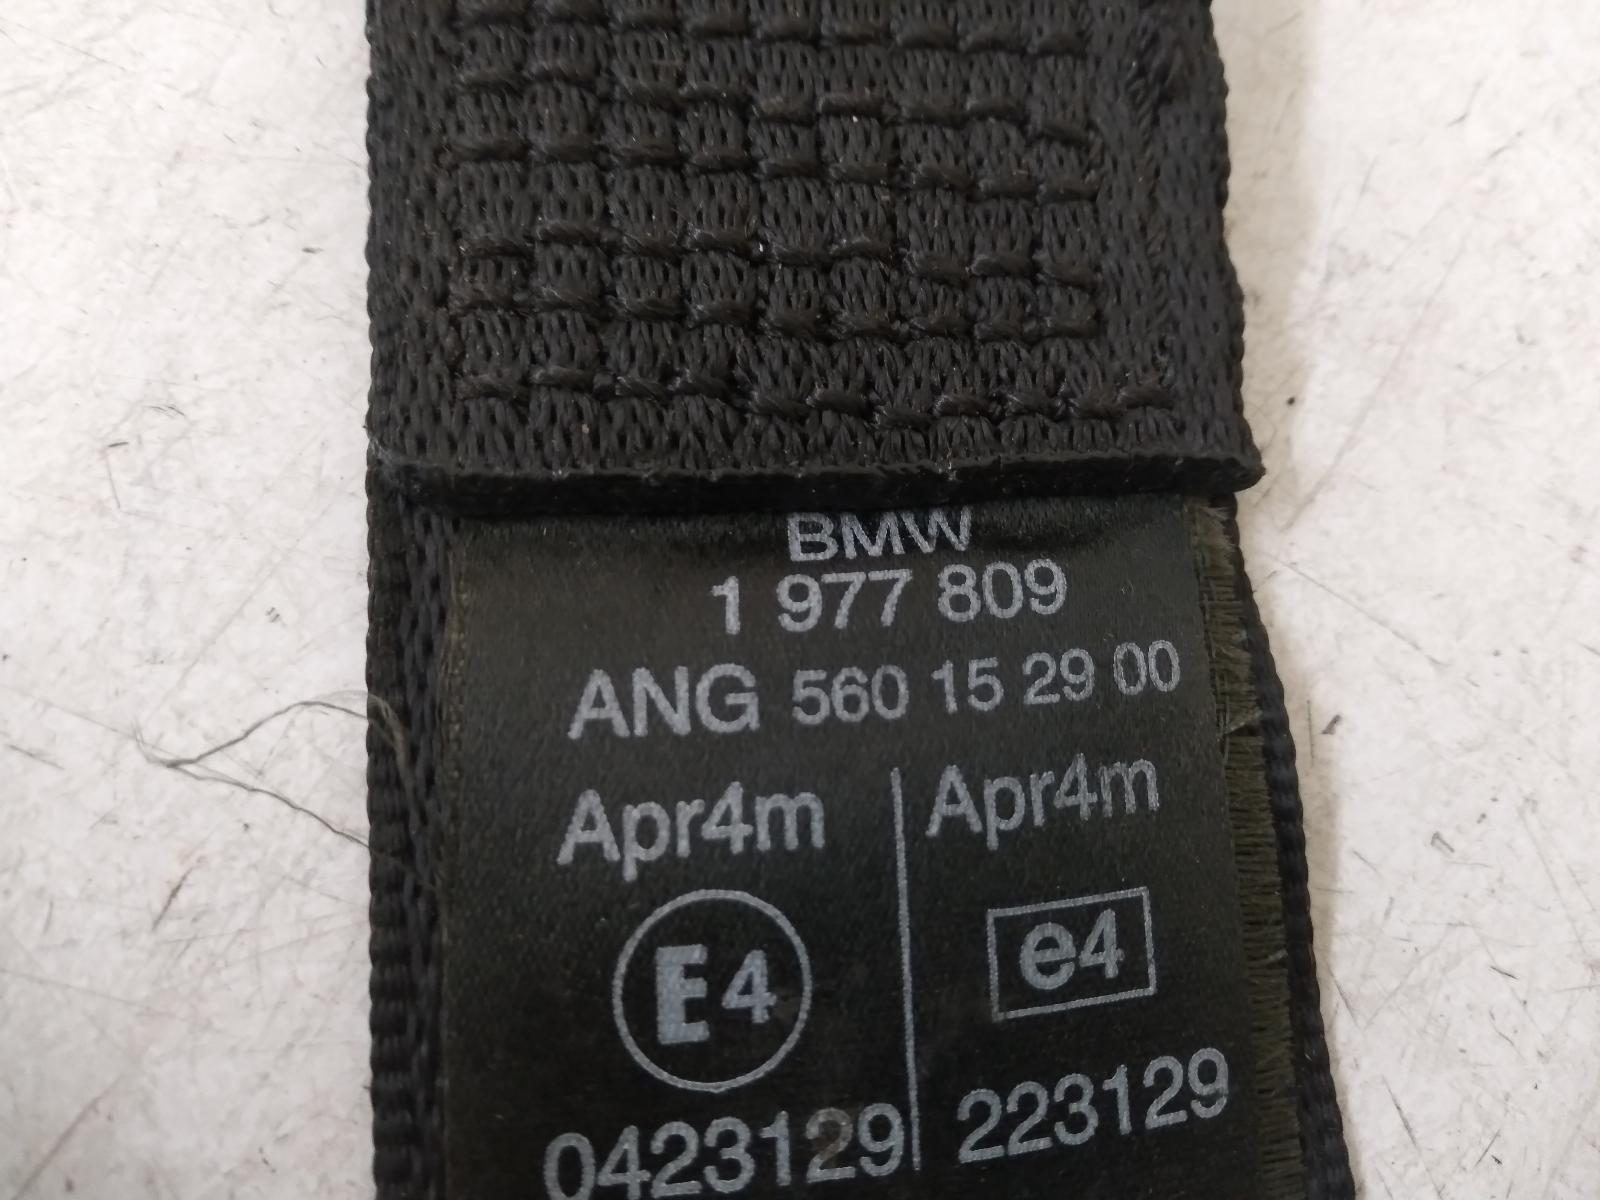 BMW
1 977 809
ANG 560 15 29 00
Apr4m Apr4m
E4 e4
0423129 223129